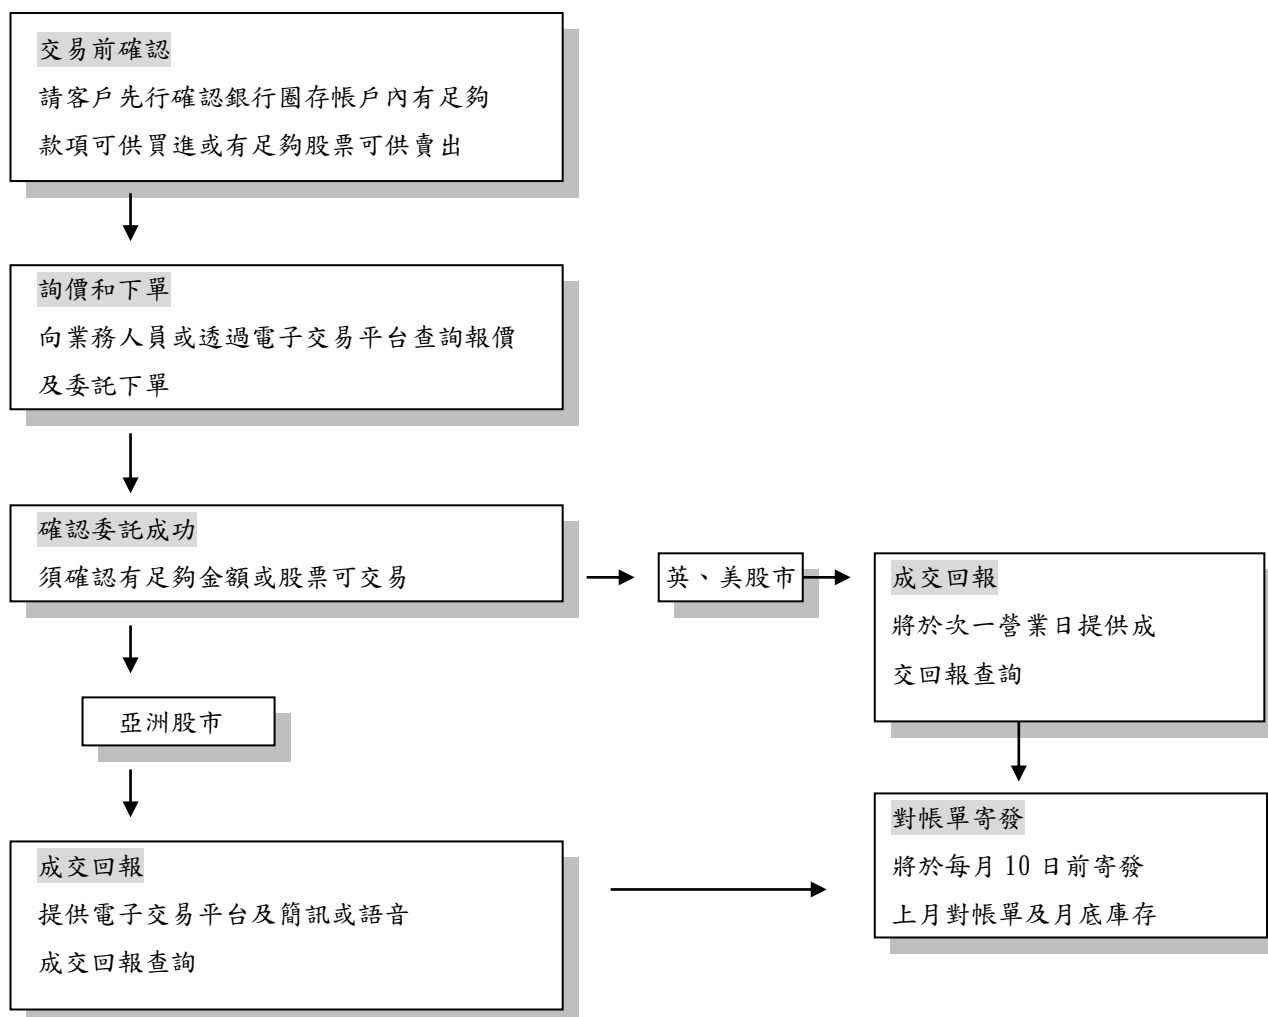 交易前確認
請客戶先行確認銀行圈存帳戶內有足夠
款項可供買進或有足夠股票可供賣出
詢價和下單
向業務人員或透過電子交易平台查詢報價
及委託下單
確認委託成功
須確認有足夠金額或股票可交易
英、美股市
成交回報
將於次一營業日提供成
交回報查詢
亞洲股市
成交回報
提供電子交易平台及簡訊或語音
成交回報查詢
對帳單寄發
將於每月 10 日前寄發
上月對帳單及月底庫存